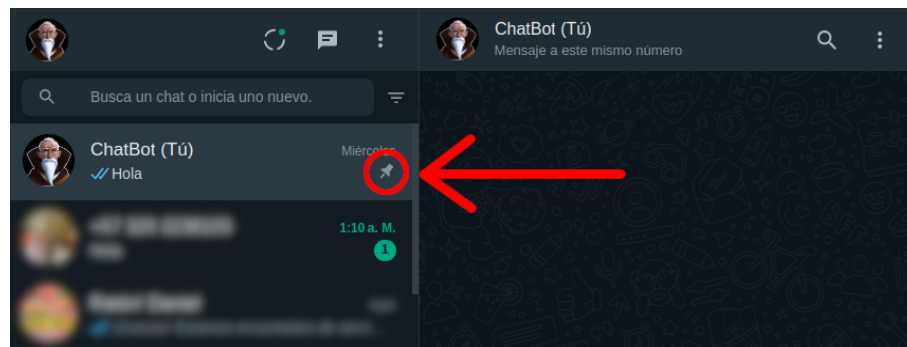 ChatBot (Tú)
Mensaje a este mismo número
Busca un chat o inicia uno nuevo.
ChatBot (Tú)
Miércoles
Hola
1:10 a. M.
1